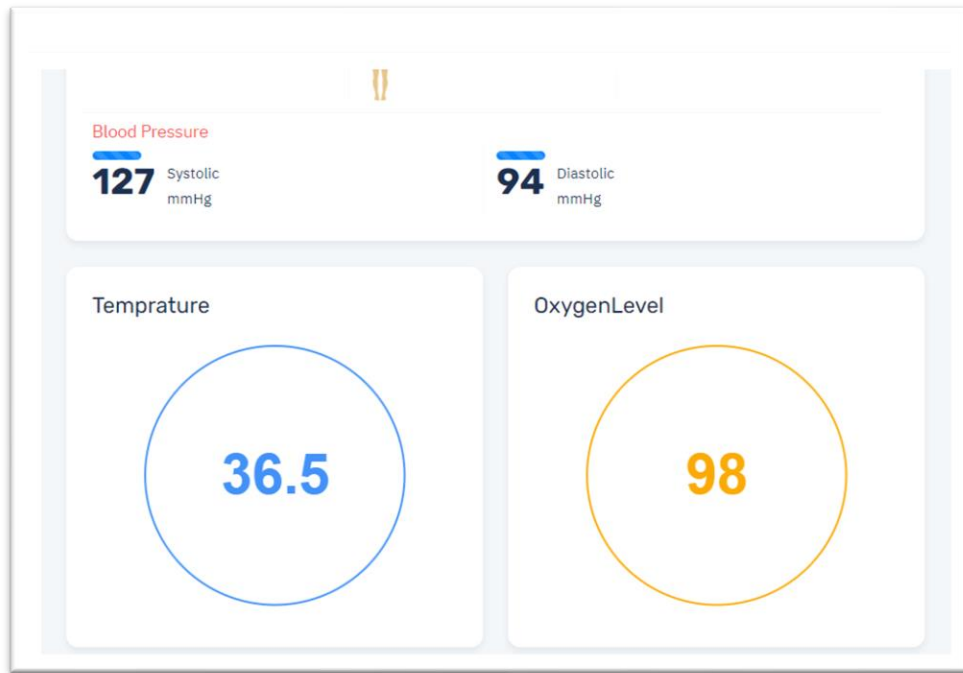 Blood Pressure
127 Systolic mmHg
94 Diastolic mmHg
Temprature
36.5
OxygenLevel
98